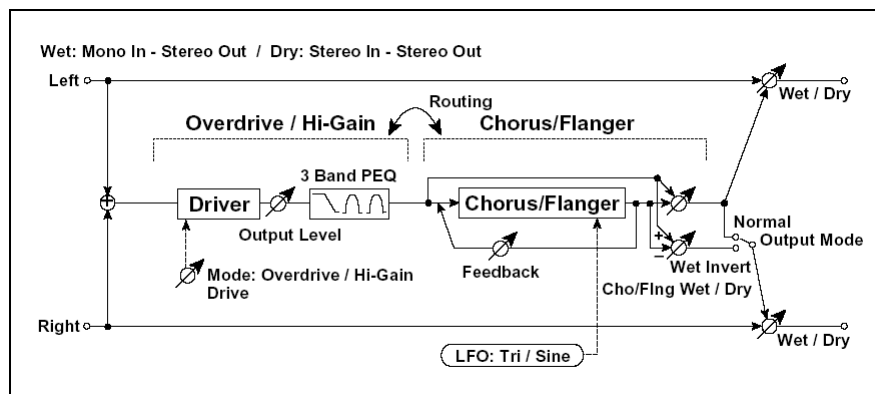 Wet: Mono In - Stereo Out / Dry: Stereo In - Stereo Out
Left
Wet / Dry
Routing
Overdrive / Hi-Gain
Chorus/Flanger
3 Band PEQ
+
Driver
Chorus/Flanger
Output Level
Normal
Output Mode
+
−
Feedback
Wet Invert
Mode: Overdrive / Hi-Gain
Drive
Cho/Flng Wet / Dry
Right
Wet / Dry
LFO: Tri / Sine